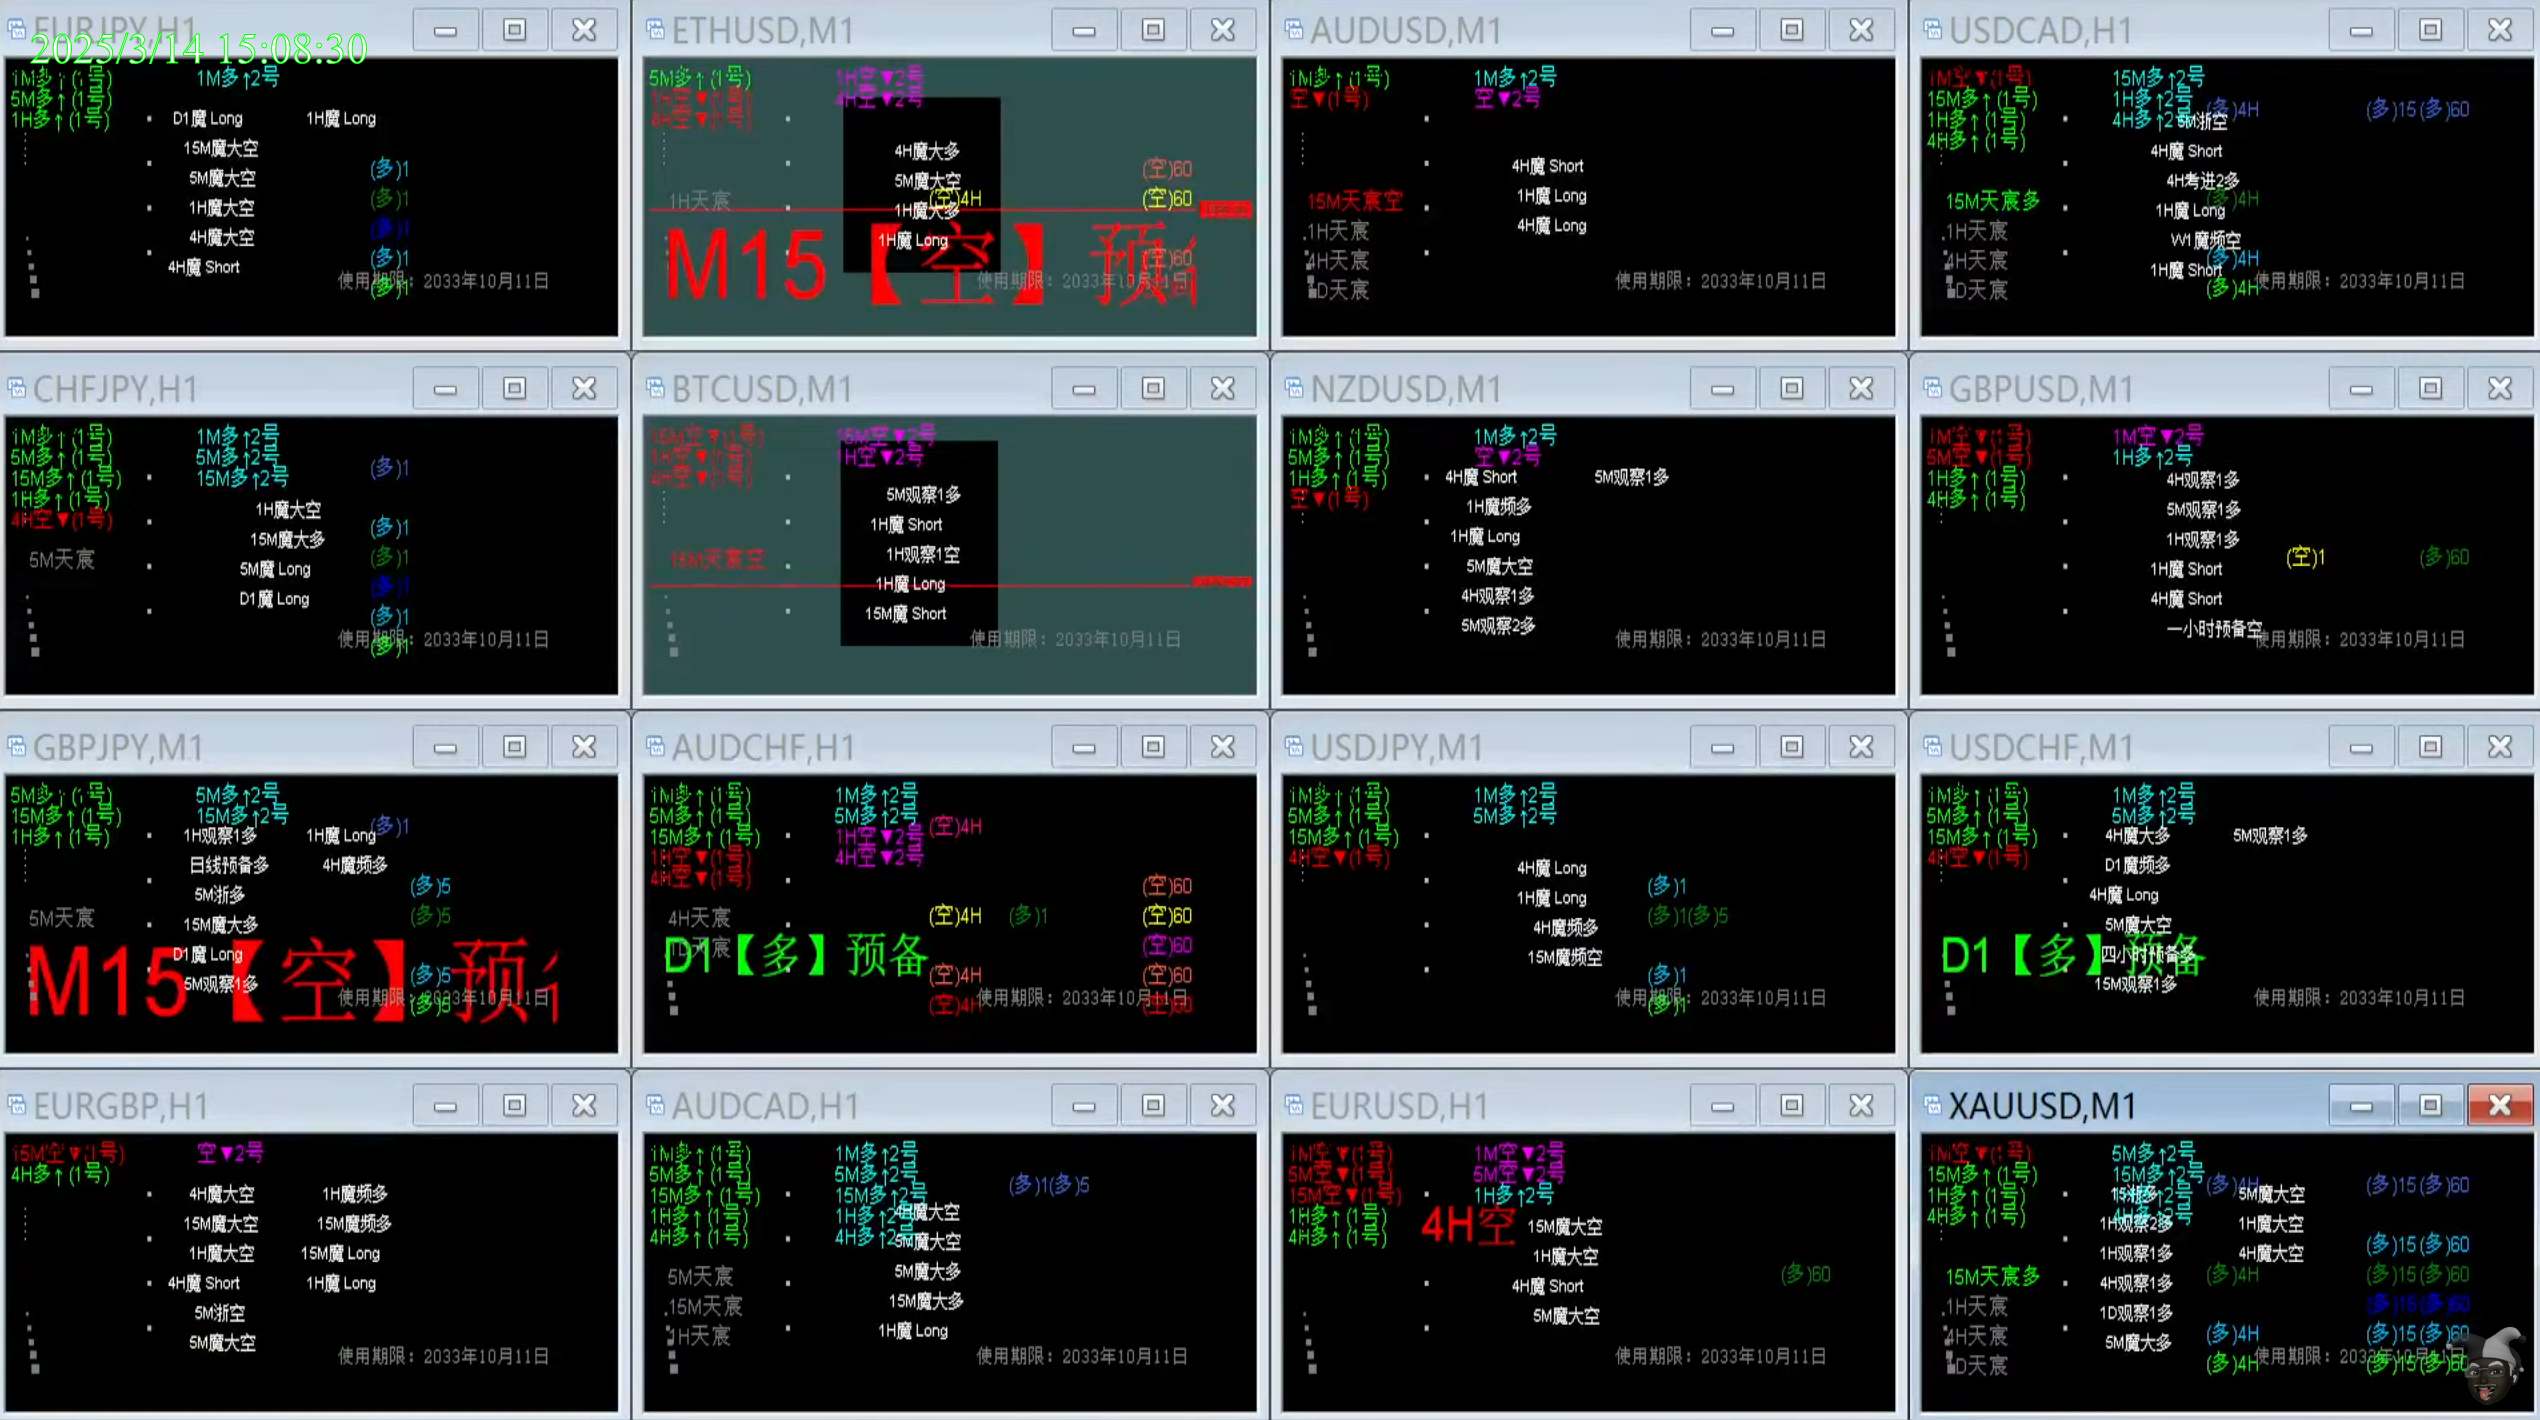 EURJPY,H1
2025/3/14 15:08:30
1M多↑(1号)
1M多↑2号
5M多↑(1号)
1H多↑(1号)
D1魔 Long
1H魔 Long
15M魔大空
5M魔大空
(多)1
1H魔大空
(多)1
4H魔大空
(多)1
4H魔 Short
(多)1
使用期限：2033年10月11日
(多)1
ETHUSD,M1
5M多↑(1号)
1H空▼2号
1H空▼(1号)
4H空▼2号
4H空▼(1号)
4H魔大多
5M魔大空
(空)60
1H天宸
(空)4H
(空)60
1H魔大多
1H魔 Long
M15【空】预
(空)60
使用期限：2033年10月11日
AUDUSD,M1
1M多↑(1号)
1M多↑2号
空▼(1号)
空▼2号
4H魔 Short
15M天宸空
1H魔 Long
4H魔 Long
1H天宸
4H天宸
D天宸
使用期限：2033年10月11日
USDCAD,H1
1M空▼(1号)
15M多↑2号
15M多↑(1号)
1H多↑2号
(多)4H
(多)15(多)60
1H多↑(1号)
4H多↑2号
5M浙空
4H多↑(1号)
4H魔 Short
4H考进2多
15M天宸多
(多)4H
1H魔 Long
1H天宸
W1魔频空
4H天宸
(多)4H
1H魔 Short
D天宸
(多)4H
使用期限：2033年10月11日
CHFJPY,H1
1M多↑(1号)
1M多↑2号
5M多↑(1号)
5M多↑2号
15M多↑(1号)
15M多↑2号
(多)1
1H多↑(1号)
4H空▼(1号)
1H魔大空
(多)1
15M魔大多
5M天宸
(多)1
5M魔 Long
(多)1
D1魔 Long
(多)1
使用期限：2033年10月11日
(多)1
BTCUSD,M1
15M空▼(1号)
15M空▼2号
1H空▼(1号)
1H空▼2号
4H空▼(1号)
5M观察1多
1H魔 Short
1H观察1空
15M天宸空
1H魔 Long
15M魔 Short
使用期限：2033年10月11日
NZDUSD,M1
1M多↑(1号)
1M多↑2号
5M多↑(1号)
空▼2号
1H多↑(1号)
4H魔 Short
5M观察1多
空▼(1号)
1H魔频多
1H魔 Long
5M魔大空
4H观察1多
5M观察2多
使用期限：2033年10月11日
GBPUSD,M1
1M空▼(1号)
1M空▼2号
5M空▼(1号)
1H多↑2号
1H多↑(1号)
4H观察1多
4H多↑(1号)
5M观察1多
1H观察1多
(空)1
(多)60
1H魔 Short
4H魔 Short
一小时预备空
使用期限：2033年10月11日
GBPJPY,M1
5M多↑(1号)
5M多↑2号
15M多↑(1号)
15M多↑2号
(多)1
1H多↑(1号)
1H观察1多
1H魔 Long
日线预备多
4H魔频多
5M浙多
(多)5
5M天宸
15M魔大多
(多)5
D1魔 Long
M15【空】预
(多)5
5M观察1多
使用期限：2033年10月11日
(多)5
AUDCHF,H1
1M多↑(1号)
1M多↑2号
5M多↑(1号)
5M多↑2号
15M多↑(1号)
1H空▼2号
(空)4H
1H空▼(1号)
4H空▼2号
4H空▼(1号)
(空)60
4H天宸
(空)4H
(多)1
(空)60
1D天宸
D1【多】预备
(空)60
(空)4H
(空)60
(空)4H
使用期限：2033年10月11日
(空)60
USDJPY,M1
1M多↑(1号)
1M多↑2号
5M多↑(1号)
5M多↑2号
15M多↑(1号)
4H空▼(1号)
4H魔 Long
(多)1
1H魔 Long
(多)1(多)5
4H魔频多
15M魔频空
(多)1
使用期限：2033年10月11日
(多)1
USDCHF,M1
1M多↑(1号)
1M多↑2号
5M多↑(1号)
5M多↑2号
15M多↑(1号)
4H魔大多
5M观察1多
4H空▼(1号)
D1魔频多
4H魔 Long
5M魔大空
D1【多】预备
四小时预备多
15M观察1多
使用期限：2033年10月11日
EURGBP,H1
15M空▼(1号)
空▼2号
4H多↑(1号)
4H魔大空
1H魔频多
15M魔大空
15M魔频多
1H魔大空
15M魔 Long
4H魔 Short
1H魔 Long
5M浙空
5M魔大空
使用期限：2033年10月11日
AUDCAD,H1
1M多↑(1号)
1M多↑2号
5M多↑(1号)
5M多↑2号
(多)1(多)5
15M多↑(1号)
15M多↑2号
1H多↑(1号)
1H多↑2号
4H魔大空
4H多↑(1号)
4H多↑2号
5M魔大空
5M天宸
5M魔大多
15M天宸
15M魔大多
1H天宸
1H魔 Long
使用期限：2033年10月11日
EURUSD,H1
1M空▼(1号)
1M空▼2号
5M空▼(1号)
5M空▼2号
15M空▼(1号)
1H多↑2号
1H多↑(1号)
4H空
15M魔大空
4H多↑(1号)
1H魔大空
4H魔 Short
(多)60
5M魔大空
使用期限：2033年10月11日
XAUUSD,M1
1M空▼(1号)
5M多↑2号
15M多↑(1号)
15M多↑2号
(多)4H
(多)15(多)60
1H多↑(1号)
5M魔大空
4H多↑(1号)
4H多↑2号
1H观察2多
1H魔大空
(多)15(多)60
1H观察1多
4H魔大空
15M天宸多
4H观察1多
(多)4H
(多)15(多)60
1H天宸
1D观察1多
(多)15(多)60
4H天宸
5M魔大多
(多)4H
(多)15(多)60
D天宸
(多)4H
使用期限：
(多)15(多)60